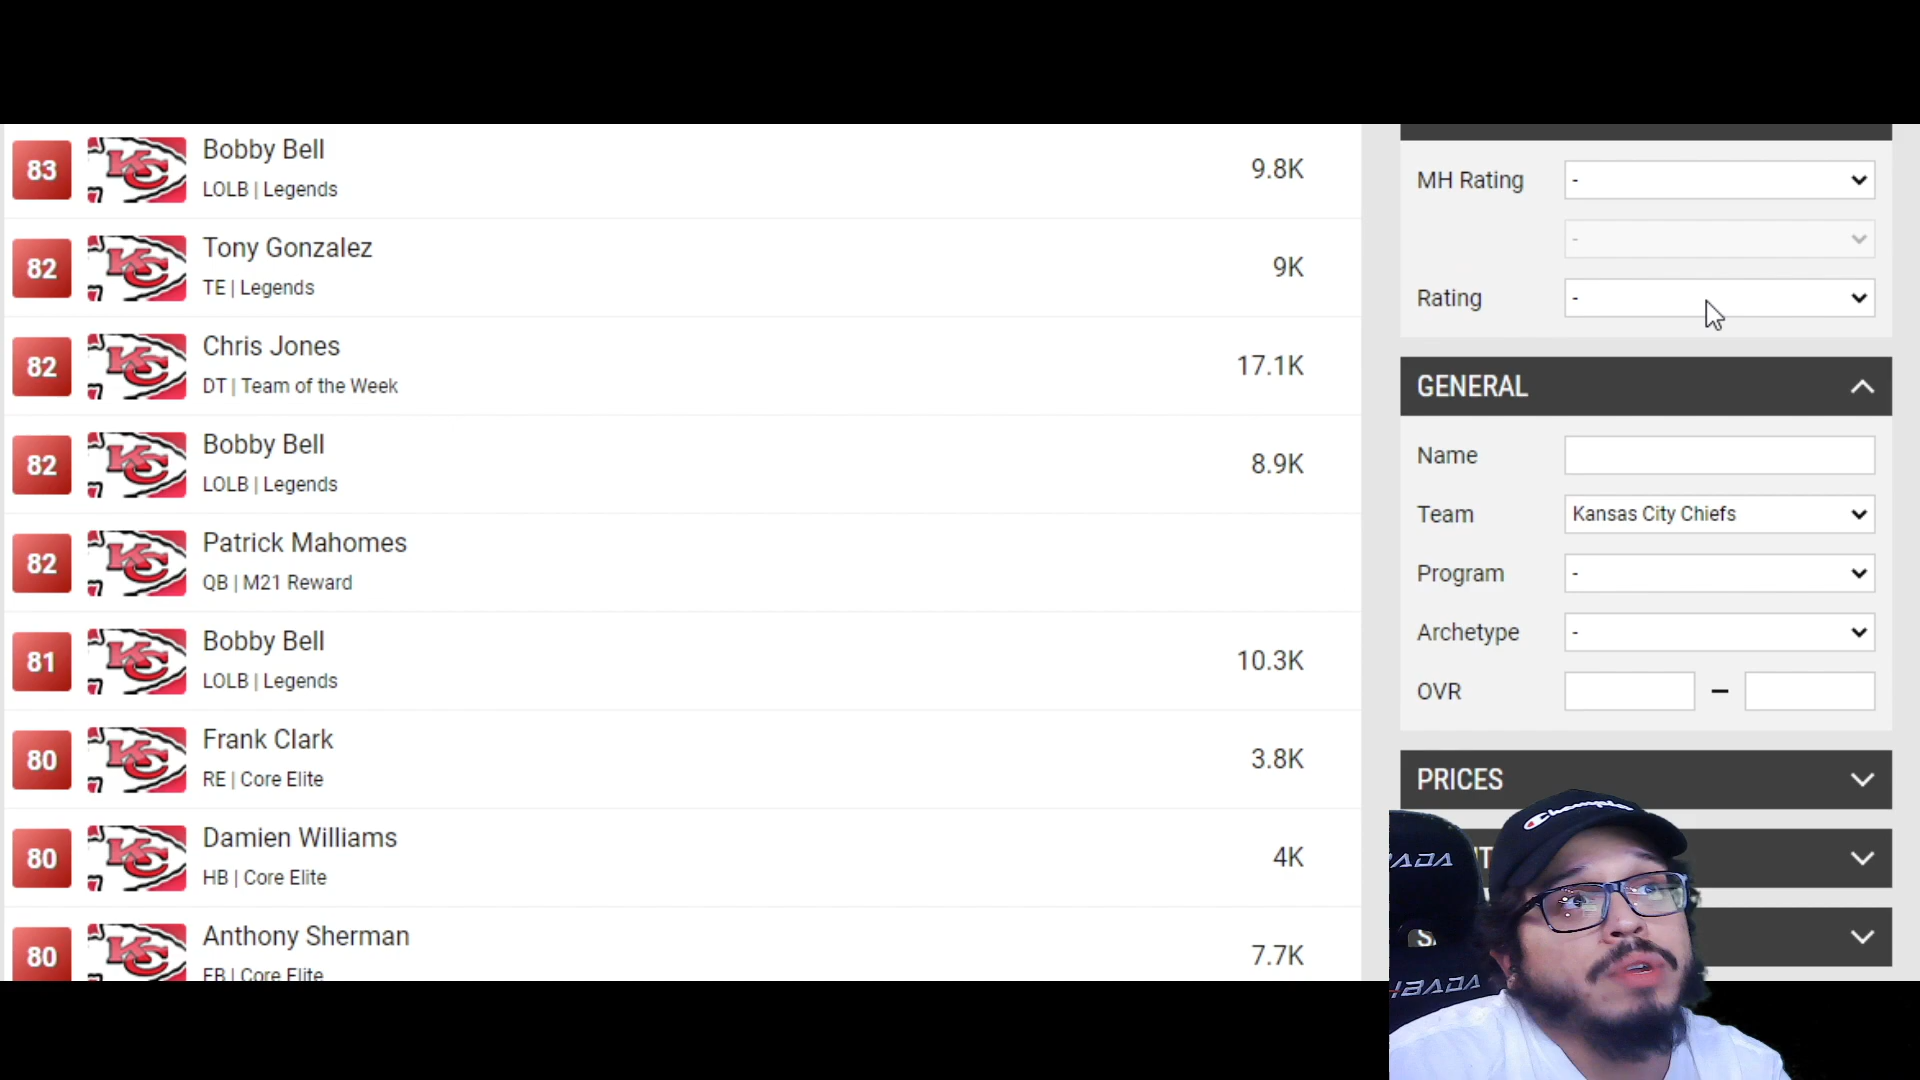 83
Bobby Bell
LOLB | Legends
9.8K
82
Tony Gonzalez
TE | Legends
9K
82
Chris Jones
DT | Team of the Week
17.1K
82
Bobby Bell
LOLB | Legends
8.9K
82
Patrick Mahomes
QB | M21 Reward
81
Bobby Bell
LOLB | Legends
10.3K
80
Frank Clark
RE | Core Elite
3.8K
80
Damien Williams
HB | Core Elite
4K
80
Anthony Sherman
FB | Core Elite
7.7K
MH Rating
-
-
Rating
-
GENERAL
Name
Team
Kansas City Chiefs
Program
-
Archetype
-
OVR
–
PRICES
Champion